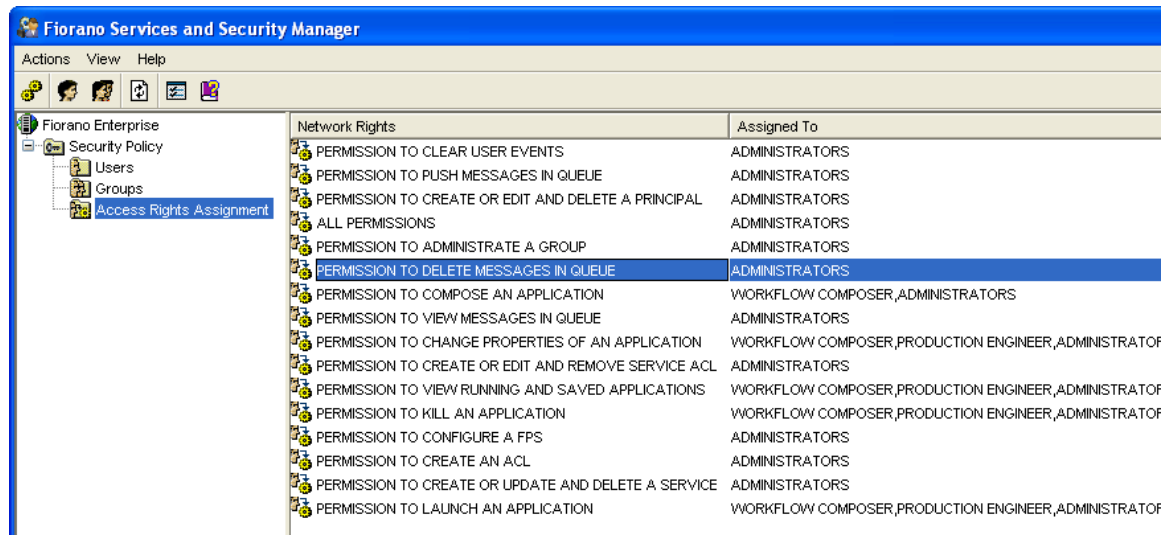 Fiorano Services and Security Manager
Actions View Help
Fiorano Enterprise
Security Policy
Users
Groups
Access Rights Assignment
Network Rights Assigned To
PERMISSION TO CLEAR USER EVENTS ADMINISTRATORS
PERMISSION TO PUSH MESSAGES IN QUEUE ADMINISTRATORS
PERMISSION TO CREATE OR EDIT AND DELETE A PRINCIPAL ADMINISTRATORS
ALL PERMISSIONS ADMINISTRATORS
PERMISSION TO ADMINISTRATE A GROUP ADMINISTRATORS
PERMISSION TO DELETE MESSAGES IN QUEUE ADMINISTRATORS
PERMISSION TO COMPOSE AN APPLICATION WORKFLOW COMPOSER,ADMINISTRATORS
PERMISSION TO VIEW MESSAGES IN QUEUE ADMINISTRATORS
PERMISSION TO CHANGE PROPERTIES OF AN APPLICATION WORKFLOW COMPOSER,PRODUCTION ENGINEER,ADMINISTRATOR
PERMISSION TO CREATE OR EDIT AND REMOVE SERVICE ACL ADMINISTRATORS
PERMISSION TO VIEW RUNNING AND SAVED APPLICATIONS WORKFLOW COMPOSER,PRODUCTION ENGINEER,ADMINISTRATOR
PERMISSION TO KILL AN APPLICATION WORKFLOW COMPOSER,PRODUCTION ENGINEER,ADMINISTRATOR
PERMISSION TO CONFIGURE A FPS ADMINISTRATORS
PERMISSION TO CREATE AN ACL ADMINISTRATORS
PERMISSION TO CREATE OR UPDATE AND DELETE A SERVICE ADMINISTRATORS
PERMISSION TO LAUNCH AN APPLICATION WORKFLOW COMPOSER,PRODUCTION ENGINEER,ADMINISTRATOR